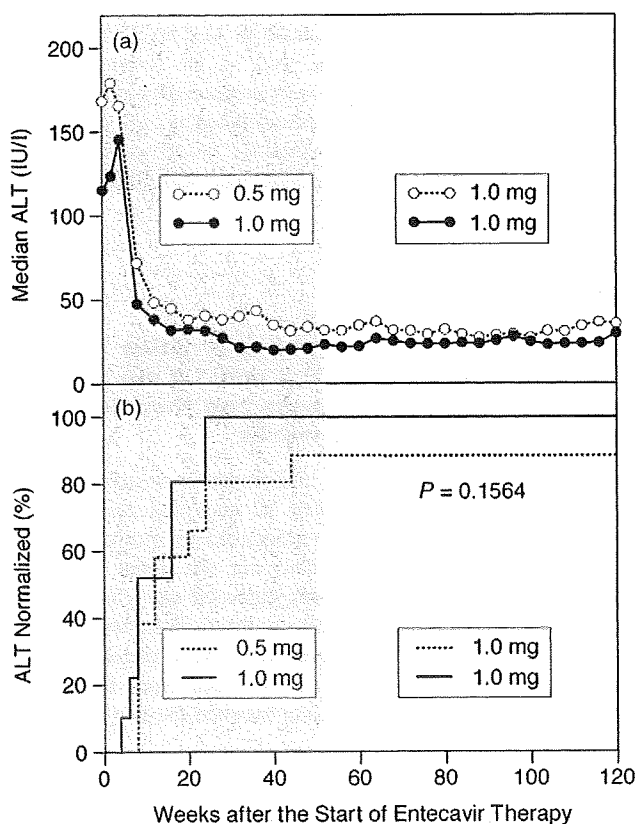 (a)
200
150
100
50
0
Median ALT (IU/l)
0.5 mg
1.0 mg
1.0 mg
1.0 mg
(b)
100
80
60
40
20
0
ALT Normalized (%)
P = 0.1564
0.5 mg
1.0 mg
1.0 mg
1.0 mg
0 20 40 60 80 100 120
Weeks after the Start of Entecavir Therapy